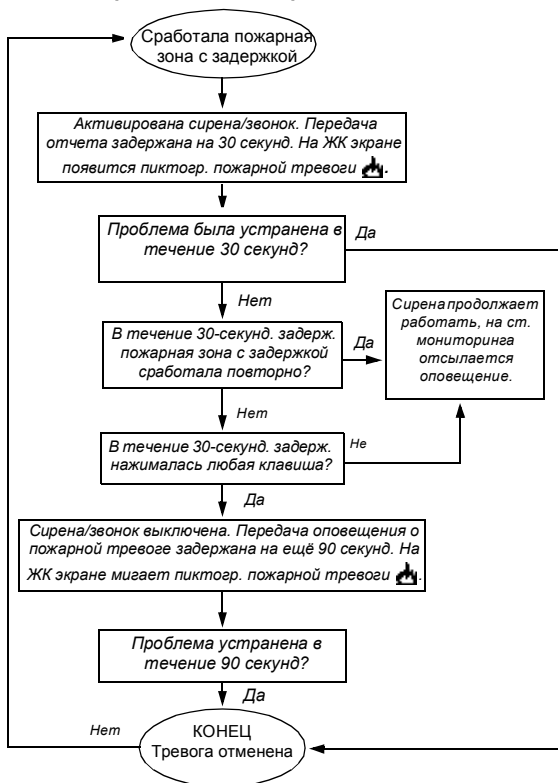 Сработала пожарная
зона с задержкой
Активирована сирена/звонок. Передача
отчета задержана на 30 секунд. На ЖК экране
появится пиктогр. пожарной тревоги .
Проблема была устранена в
течение 30 секунд?
Да
Нет
В течение 30-секунд. задерж.
пожарная зона с задержкой
сработала повторно?
Да
Сирена продолжает
работать, на ст.
мониторинга
отсылается
оповещение.
Нет
В течение 30-секунд. задерж.
нажималась любая клавиша?
Не
Да
Сирена/звонок выключена. Передача оповещения о
пожарной тревоге задержана на ещё 90 секунд. На
ЖК экране мигает пиктогр. пожарной тревоги .
Проблема устранена в
течение 90 секунд?
Да
Нет
КОНЕЦ
Тревога отменена